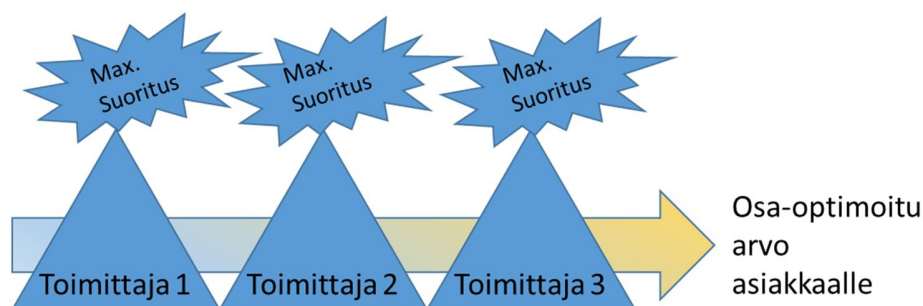 Max.
Suoritus
Max.
Suoritus
Max.
Suoritus
Toimittaja 1
Toimittaja 2
Toimittaja 3
Osa-optimoitu
arvo
asiakkaalle